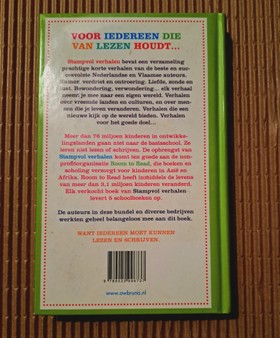 VOOR IEDEREEN DIE
VAN LEZEN HOUDT...
Stampvol verhalen bevat een verzameling
prachtige korte verhalen van de beste en suc-
cesvolste Nederlandse en Vlaamse auteurs.
Humor, verdriet en ontroering. Liefde, zonde en
lust. Bewondering, verwondering... elk verhaal
neemt je mee naar een eigen wereld. Verhalen
over vreemde landen en culturen, en over men-
sen die je leven veranderen. Verhalen die een
nieuwe kijk op de wereld bieden. Verhalen
voor het goede doel...
Meer dan 75 miljoen kinderen in ontwikke-
lingslanden gaan niet naar de basisschool. Ze
leren niet lezen of schrijven. De opbrengst van
Stampvol verhalen komt ten goede aan de non-
profitorganisatie Room to Read, die boeken en
scholing verzorgt voor kinderen in Azië en
Afrika. Room to Read heeft inmiddels de levens
van meer dan 3,1 miljoen kinderen veranderd.
Elk verkocht boek van Stampvol verhalen
levert 5 schoolboeken op.
De auteurs in deze bundel en diverse bedrijven
werkten geheel belangeloos mee aan dit boek.
WANT IEDEREEN MOET KUNNEN
LEZEN EN SCHRIJVEN.